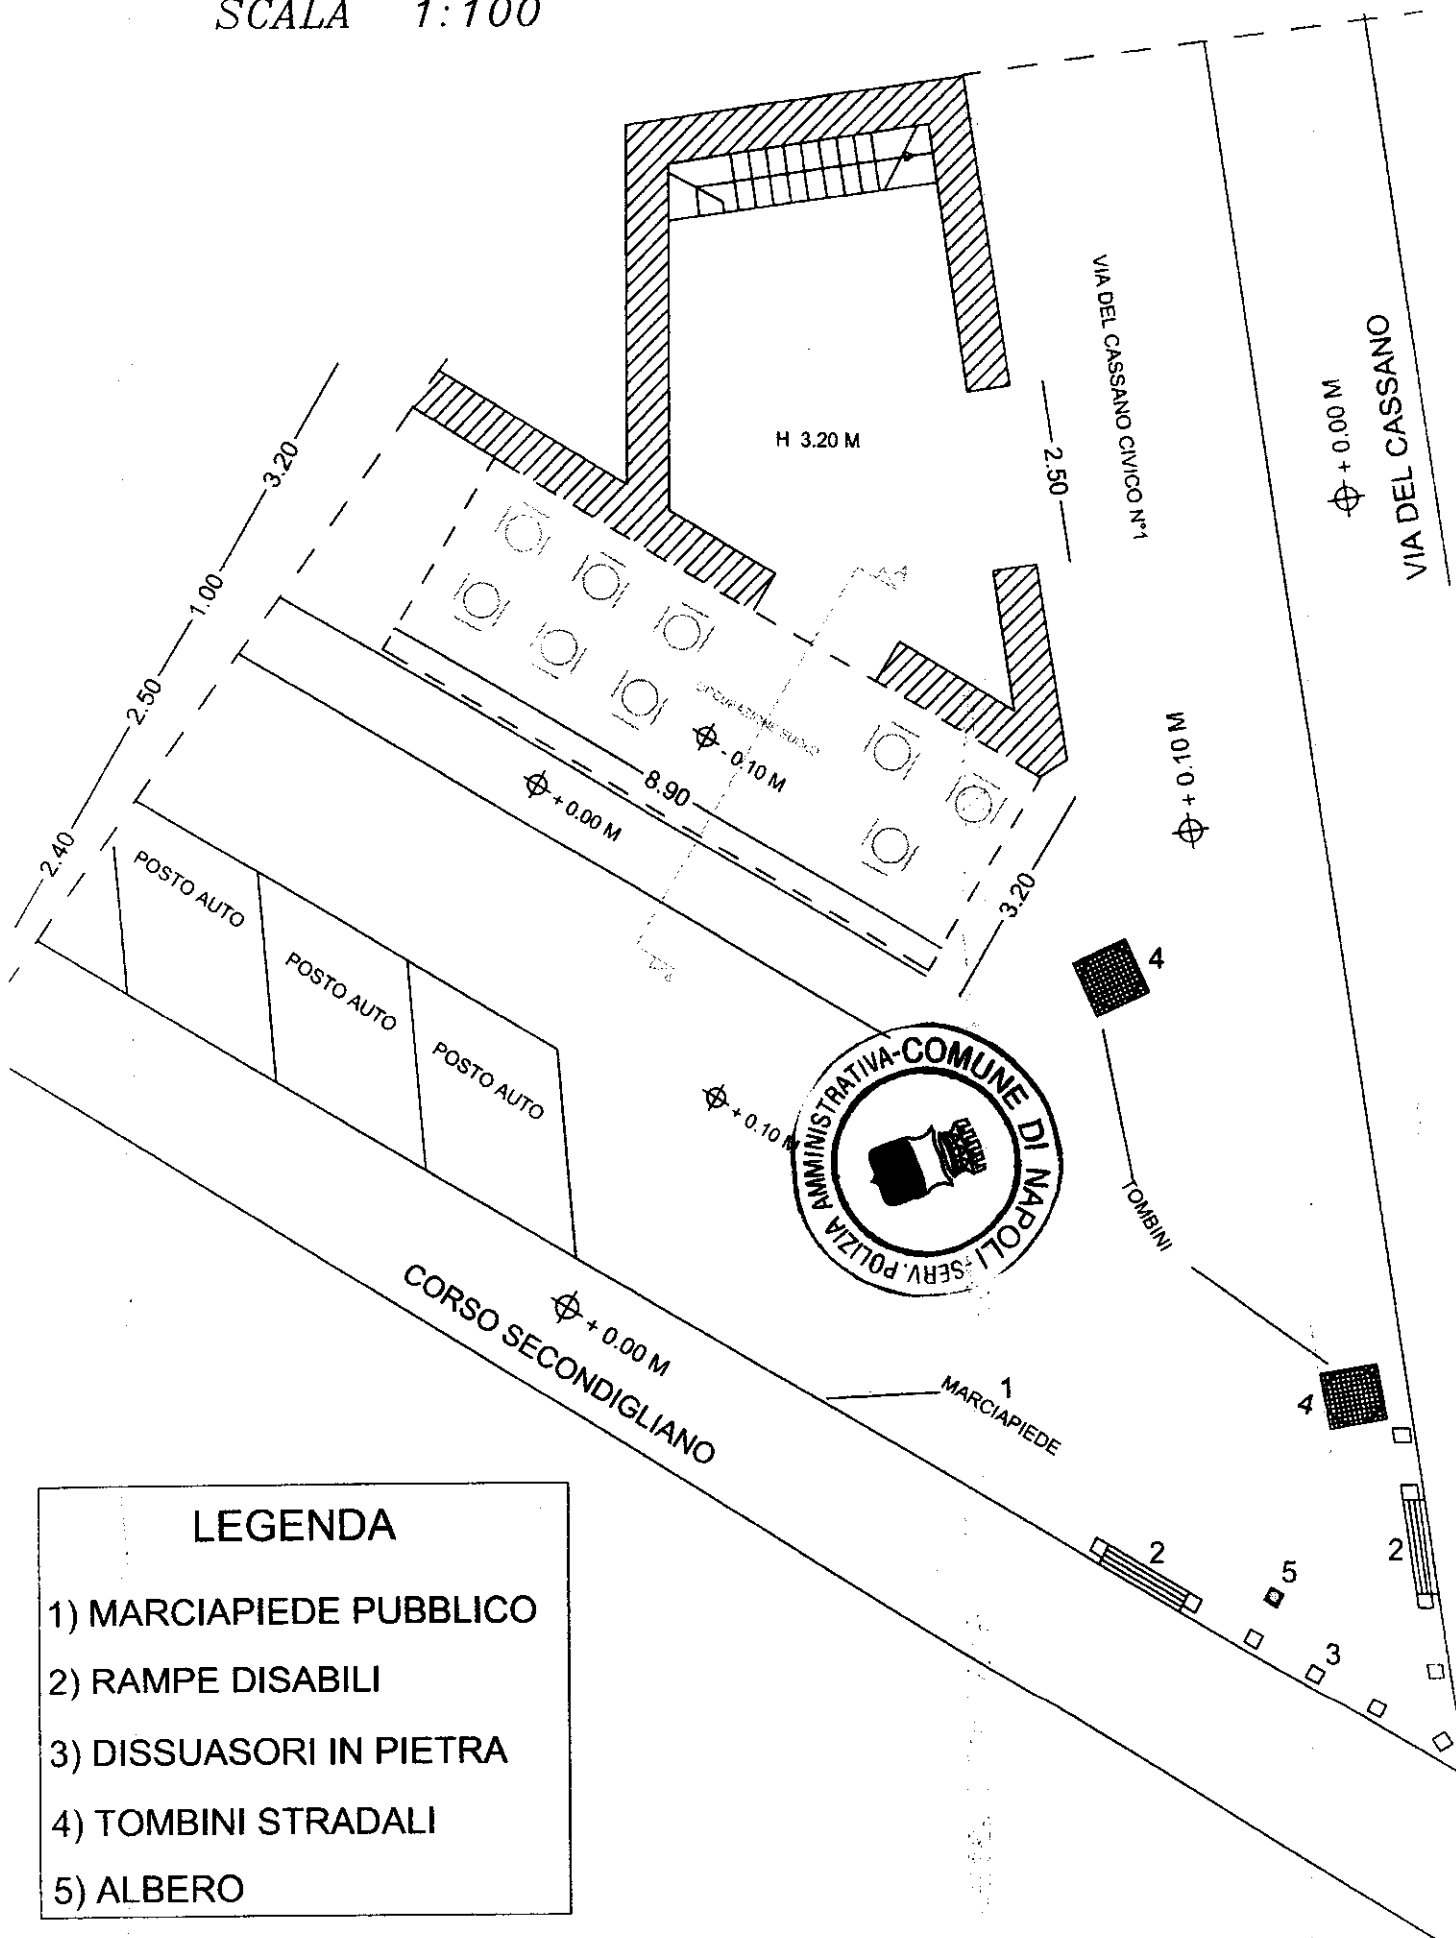 SCALA 1:100
VIA DEL CASSANO CIVICO N°1
VIA DEL CASSANO
+ 0.00 M
H 3.20 M
2.50
3.20
1.00
2.50
2.40
OCCUPAZIONE SUOLO
- 0.10 M
8.90
+ 0.00 M
+ 0.10 M
3.20
POSTO AUTO
POSTO AUTO
POSTO AUTO
4
+ 0.10 M
COMUNE DI NAPOLI - SERV. POLIZIA AMMINISTRATIVA -
TOMBINI
CORSO SECONDIGLIANO
+ 0.00 M
1
MARCIAPIEDE
4
2
2
5
3
LEGENDA
1) MARCIAPIEDE PUBBLICO
2) RAMPE DISABILI
3) DISSUASORI IN PIETRA
4) TOMBINI STRADALI
5) ALBERO